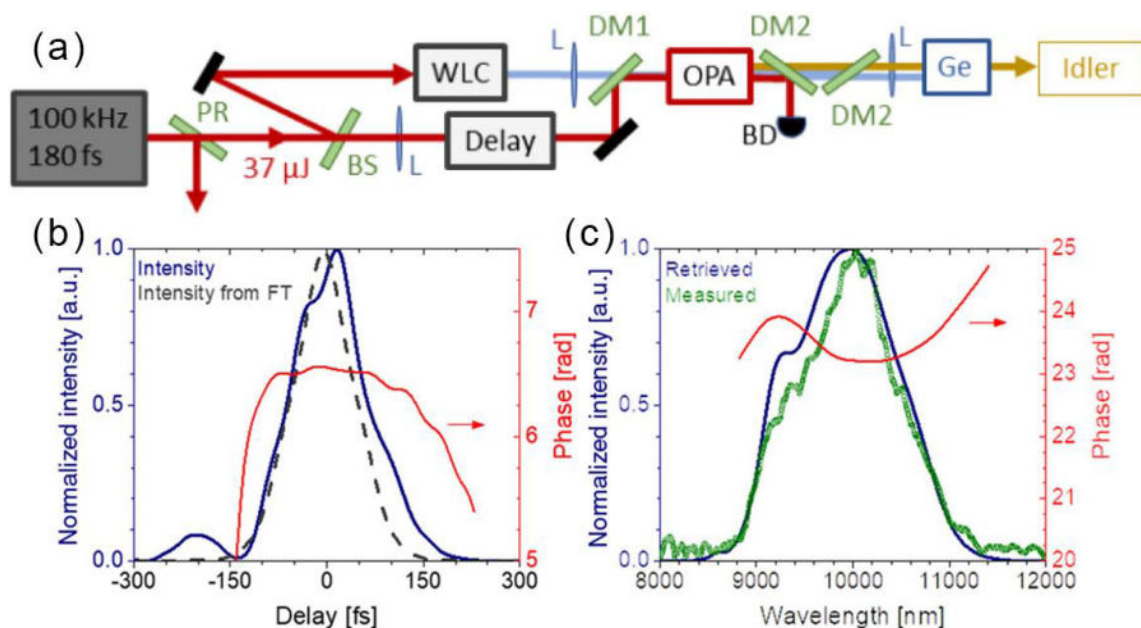 (a)
100 kHz
180 fs
PR
37 µJ
BS
WLC
L
L
Delay
DM1
OPA
DM2
BD
DM2
L
Ge
Idler
(b)
Intensity
Intensity from FT
Normalized intensity [a.u.]
1.0
0.5
0.0
-300
-150
0
150
300
Delay [fs]
7
6
5
Phase [rad]
(c)
Retrieved
Measured
Normalized intensity [a.u.]
1.0
0.5
0.0
8000
9000
10000
11000
12000
Wavelength [nm]
25
24
23
22
21
20
Phase [rad]